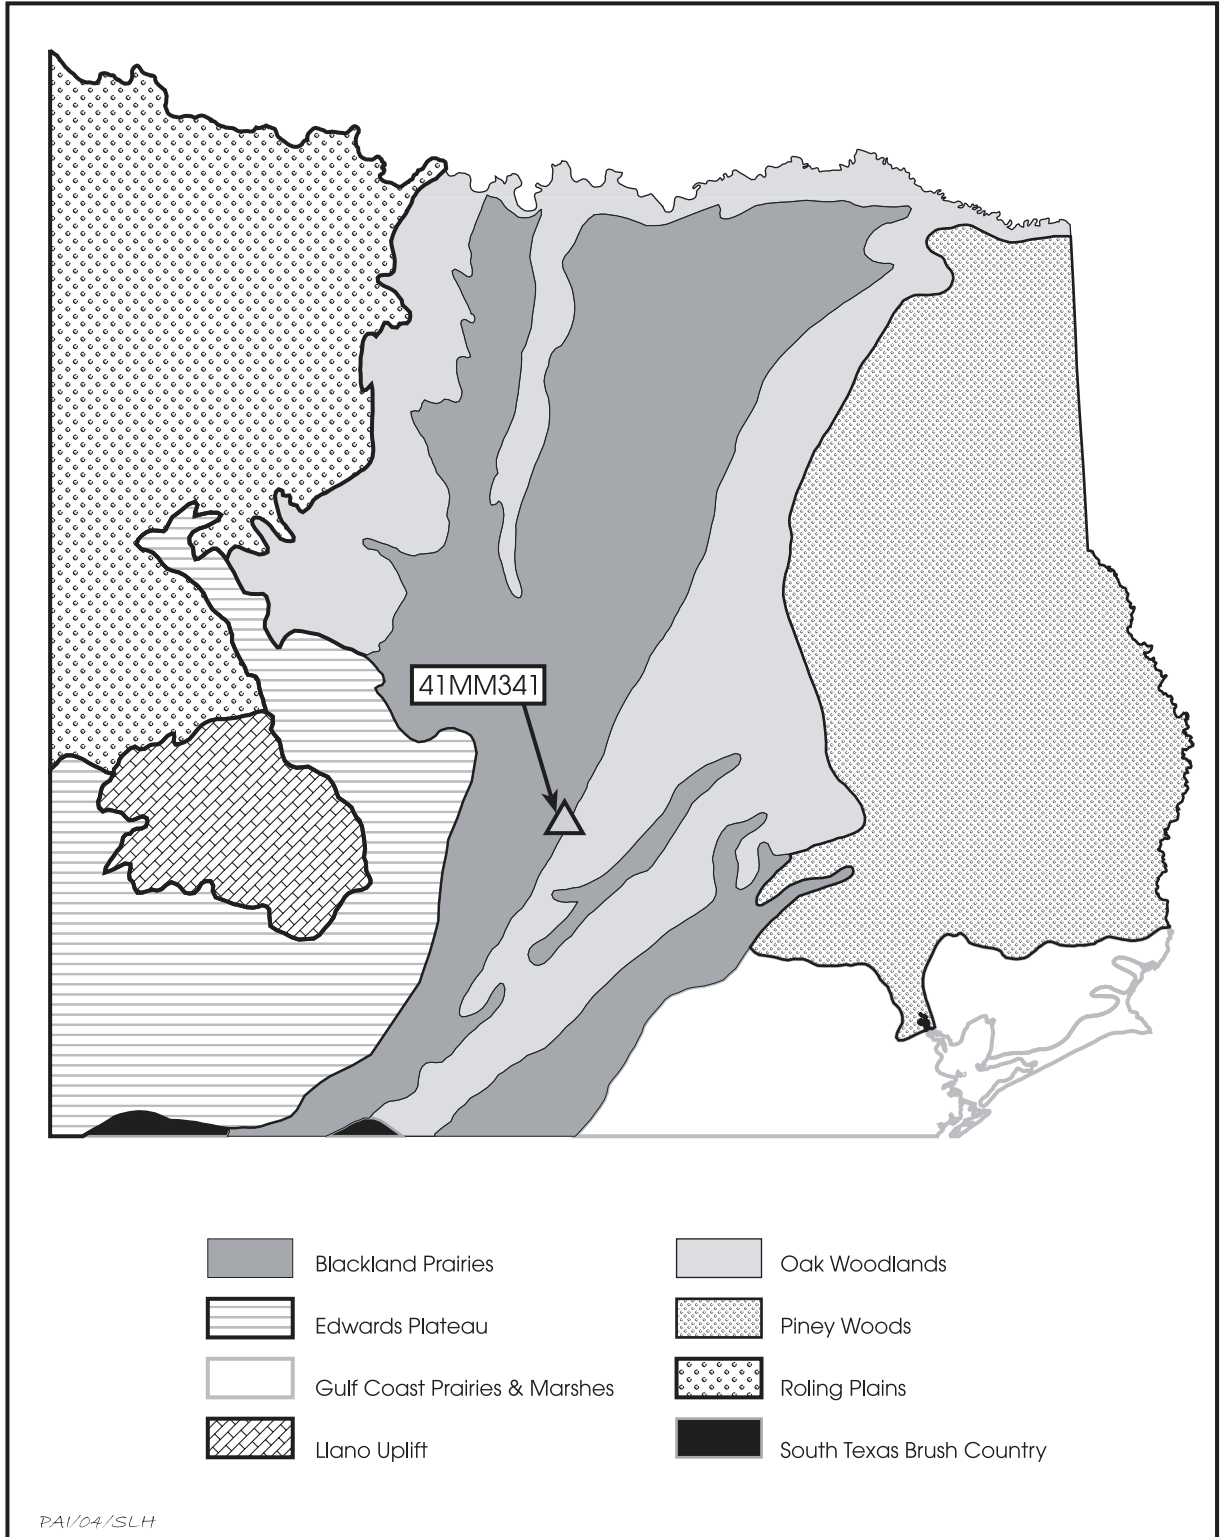 41MM341
Blackland Prairies
Oak Woodlands
Edwards Plateau
Piney Woods
Gulf Coast Prairies & Marshes
Roling Plains
Llano Uplift
South Texas Brush Country
PAI/04/SLH